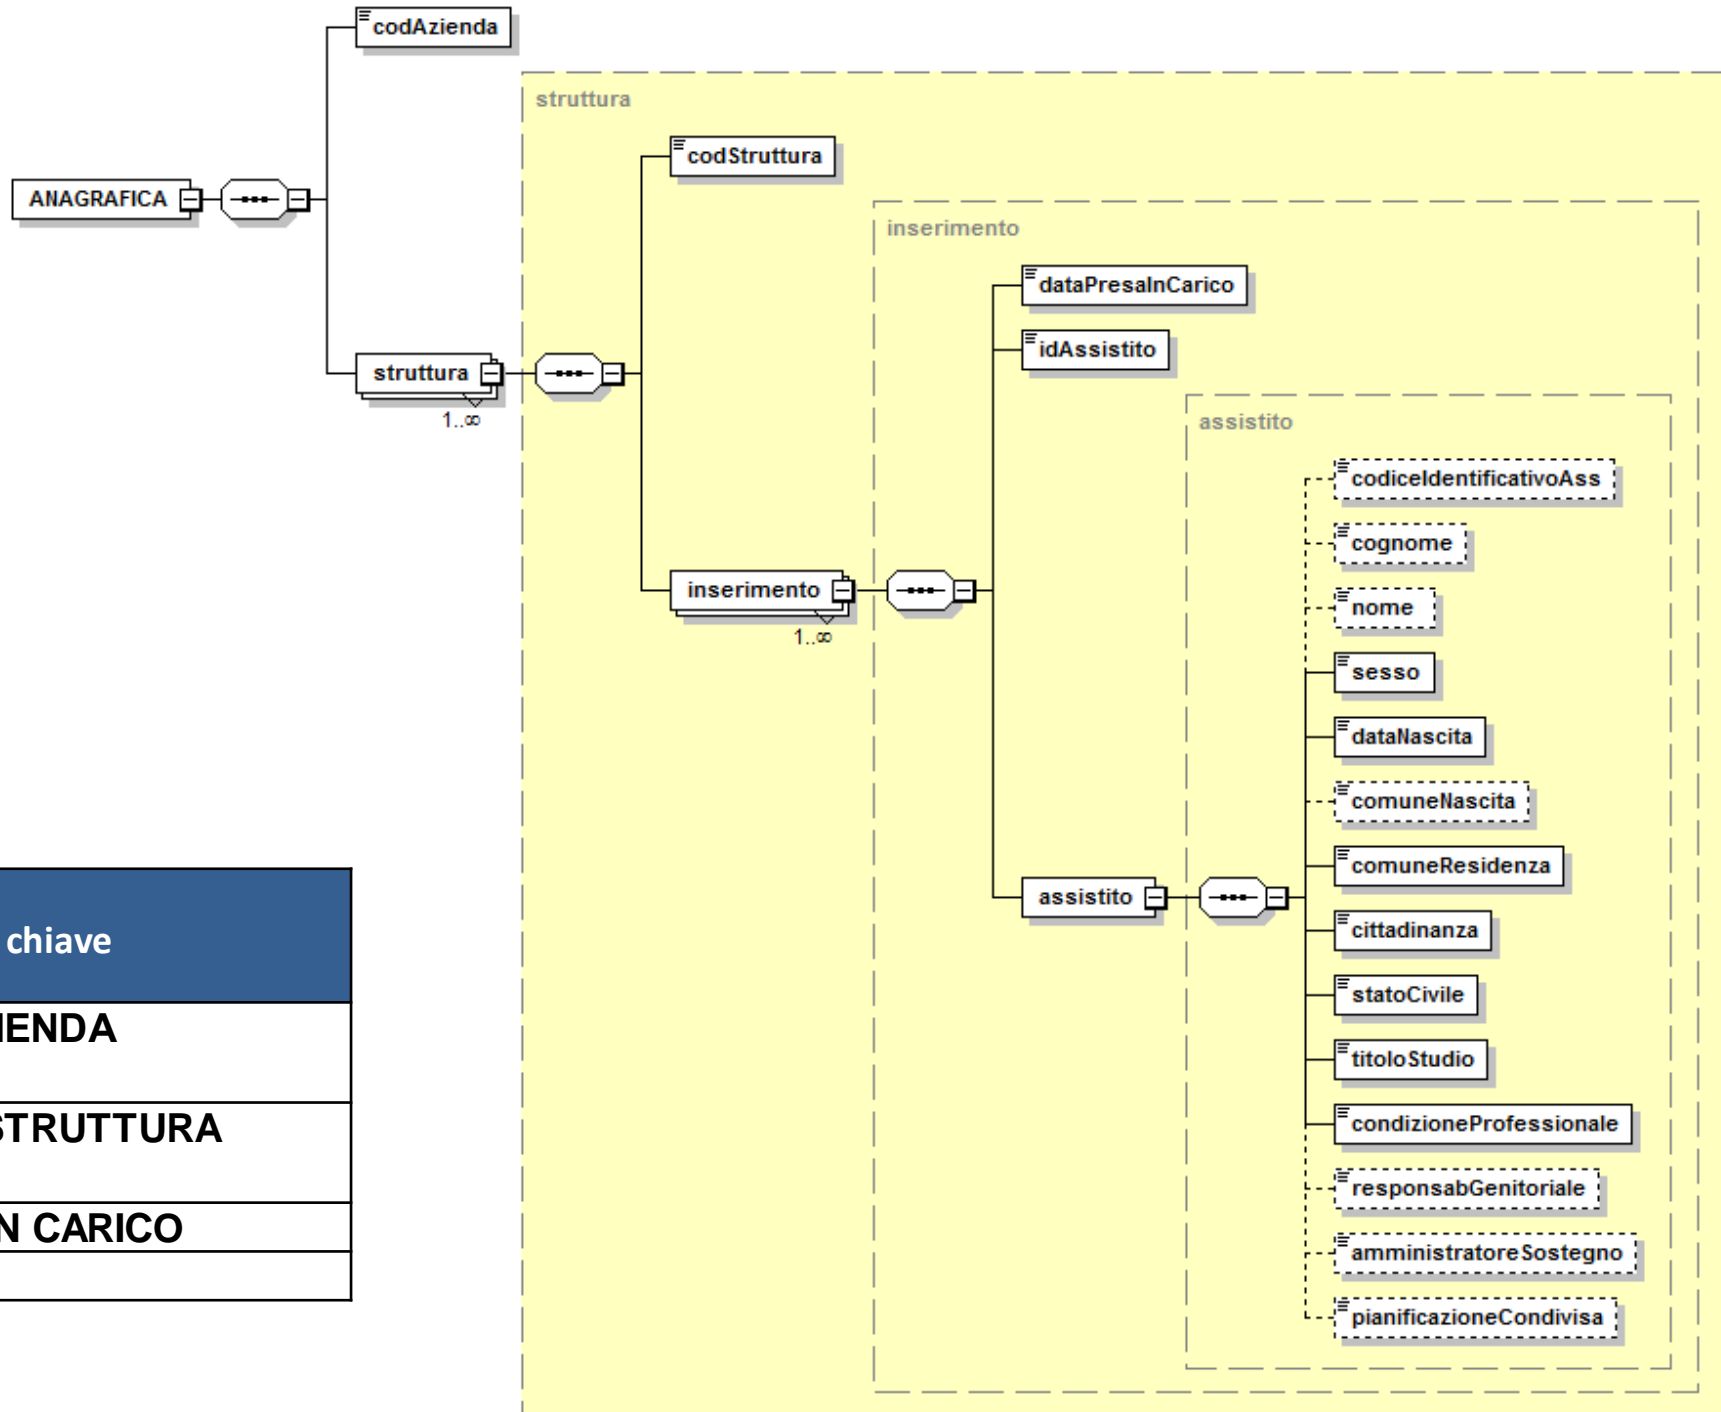 codAzienda
struttura
codStruttura
ANAGRAFICA
inserimento
dataPresaInCarico
idAssistito
struttura
1..∞
assistito
codiceIdentificativoAss
cognome
nome
inserimento
1..∞
sesso
dataNascita
comuneNascita
comuneResidenza
assistito
cittadinanza
statoCivile
titoloStudio
condizioneProfessionale
responsabGenitoriale
amministratoreSostegno
pianificazioneCondivisa
chiave
IENDA
STRUTTURA
N CARICO